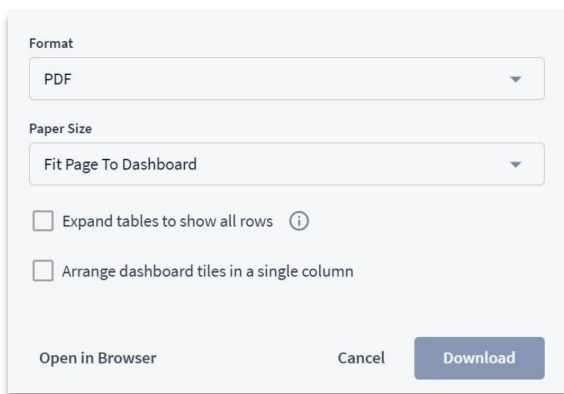 Format
PDF
Paper Size
Fit Page To Dashboard
Expand tables to show all rows
Arrange dashboard tiles in a single column
Open in Browser Cancel Download